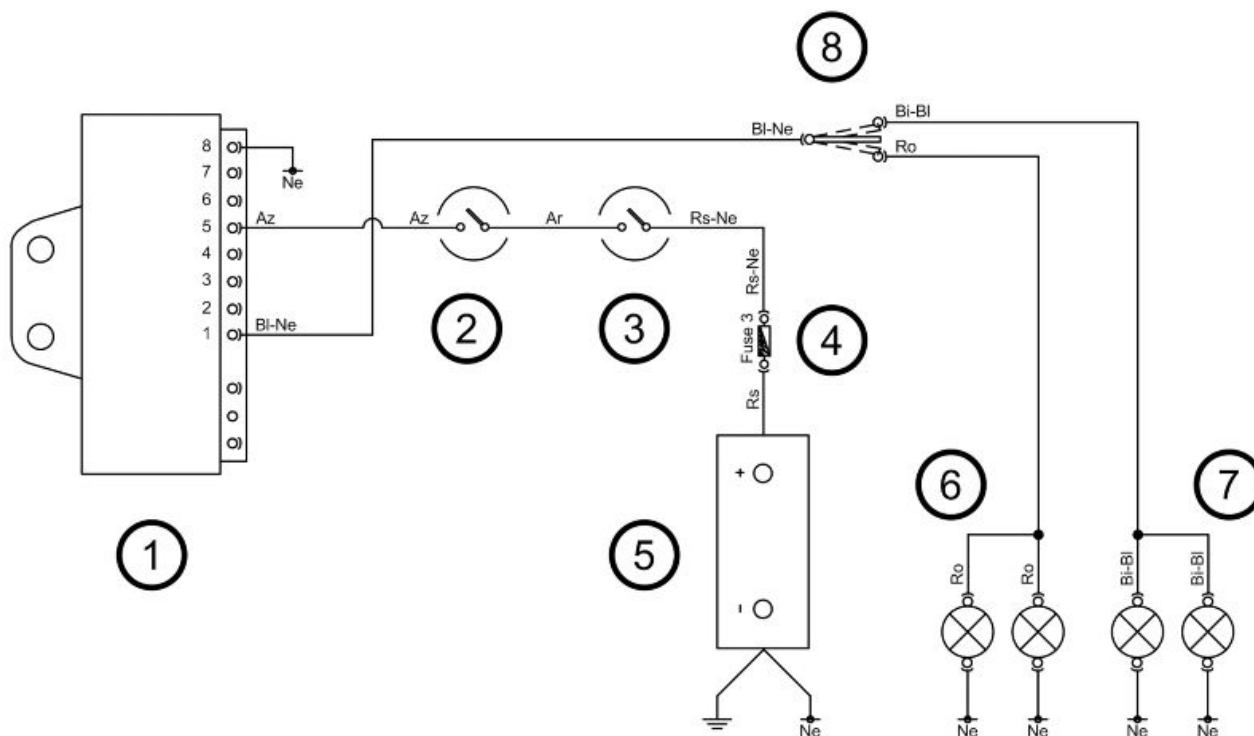 8
Bi-Bl
Bl-Ne
Ro
8
7
6
5
4
3
2
1
Ne
Az
Az
Ar
Rs-Ne
Bl-Ne
Rs-Ne
2
3
Fuse 3
4
Rs
+
-
1
5
6
7
Ro
Ro
Bi-Bl
Bi-Bl
Ne
Ne
Ne
Ne
Ne